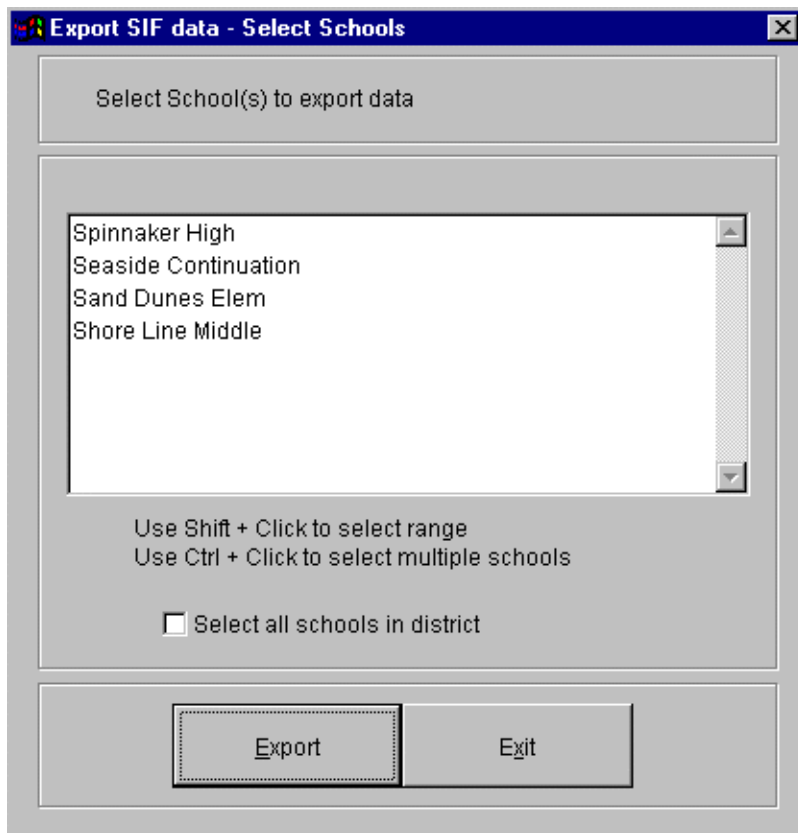 Export SIF data - Select Schools
Select School(s) to export data
Spinnaker High
Seaside Continuation
Sand Dunes Elem
Shore Line Middle
Use Shift + Click to select range
Use Ctrl + Click to select multiple schools
Select all schools in district
Export Exit